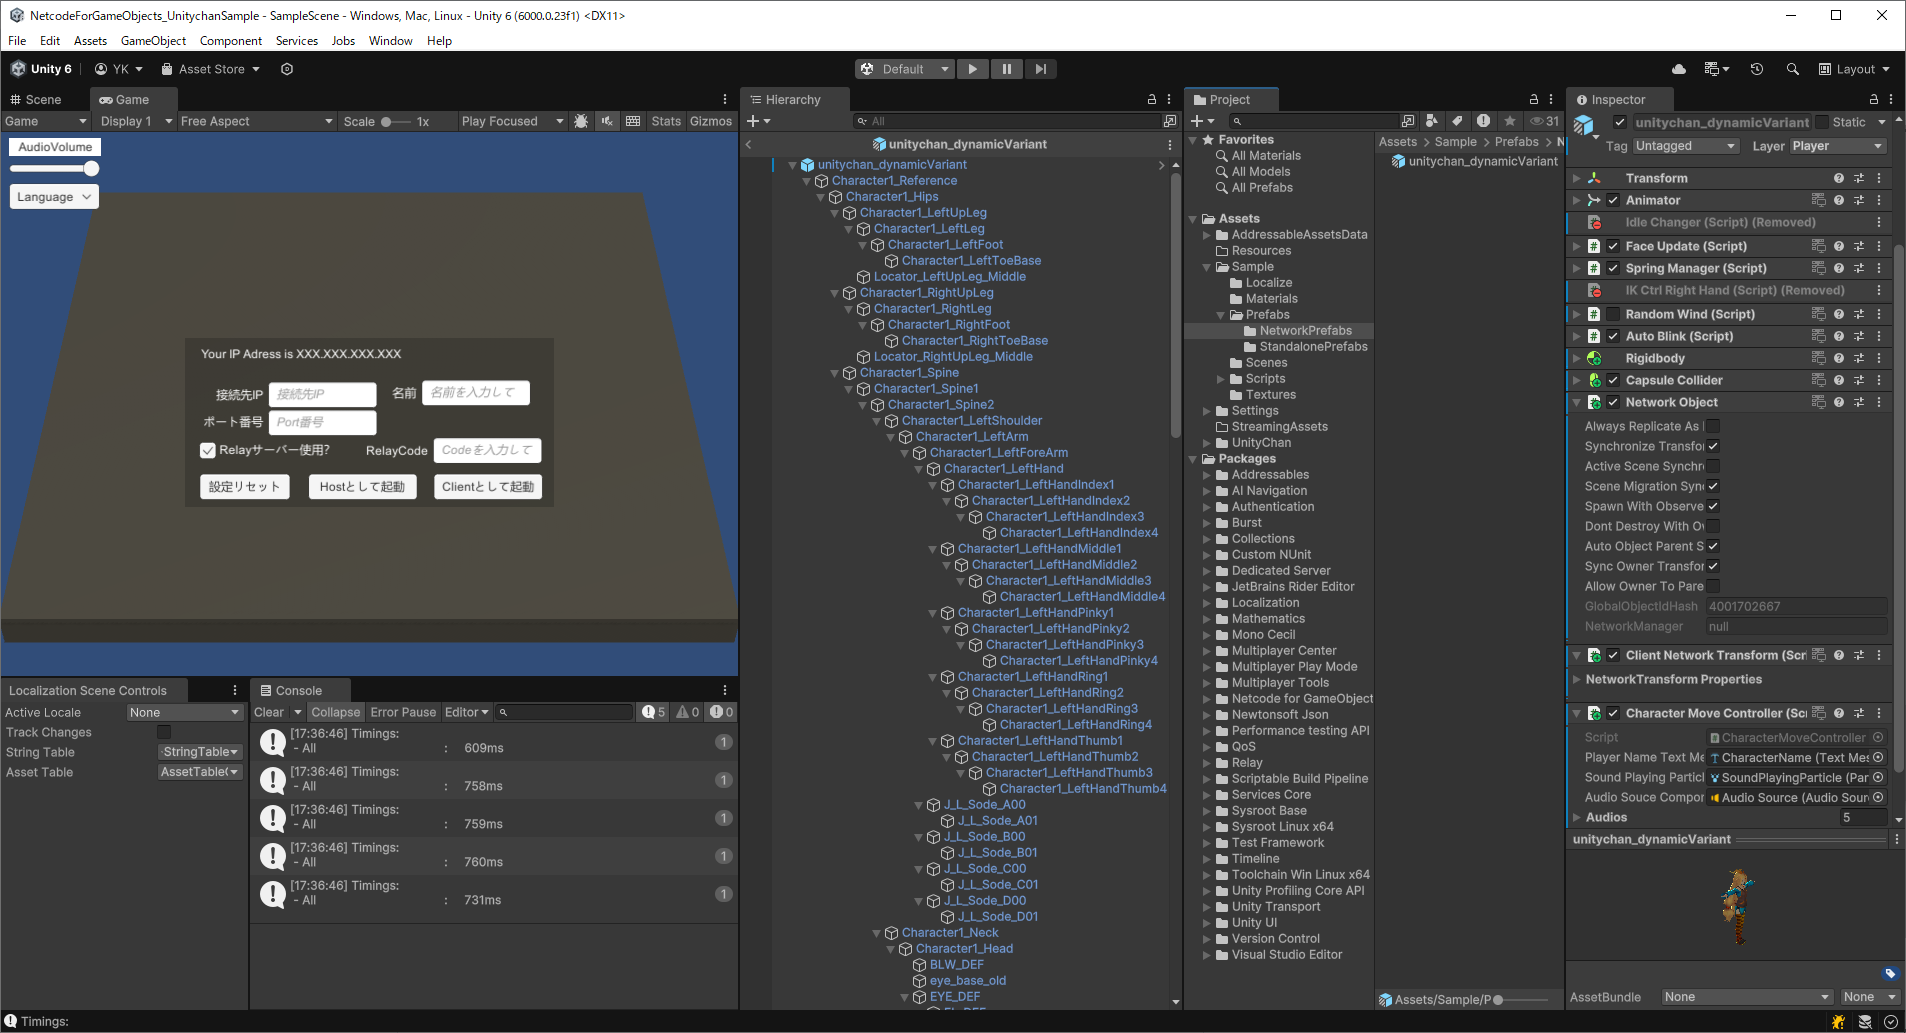 NetcodeForGameObjects_UnitychanSample - SampleScene - Windows, Mac, Linux - Unity 6 (6000.0.23f1) <DX11>
File Edit Assets GameObject Component Services Jobs Window Help
Unity 6 YK Asset Store Default Layout
Scene Game
Game Display 1 Free Aspect Scale 1x Play Focused Stats Gizmos
AudioVolume
Language
Your IP Adress is XXX.XXX.XXX.XXX
接続先IP 接続先IP 名前 名前を入力して
ポート番号 Port番号
Relayサーバー使用? RelayCode Codeを入力して
設定リセット Hostとして起動 Clientとして起動
Localization Scene Controls
Active Locale None
Track Changes
String Table StringTable
Asset Table AssetTable(
Console
Clear Collapse Error Pause Editor 5 0 0
[17:36:46] Timings:
- All : 609ms
1
[17:36:46] Timings:
- All : 758ms
1
[17:36:46] Timings:
- All : 759ms
1
[17:36:46] Timings:
- All : 760ms
1
[17:36:46] Timings:
- All : 731ms
1
Timings:
Hierarchy
All
unitychan_dynamicVariant
unitychan_dynamicVariant
Character1_Reference
Character1_Hips
Character1_LeftUpLeg
Character1_LeftLeg
Character1_LeftFoot
Character1_LeftToeBase
Locator_LeftUpLeg_Middle
Character1_RightUpLeg
Character1_RightLeg
Character1_RightFoot
Character1_RightToeBase
Locator_RightUpLeg_Middle
Character1_Spine
Character1_Spine1
Character1_Spine2
Character1_LeftShoulder
Character1_LeftArm
Character1_LeftForeArm
Character1_LeftHand
Character1_LeftHandIndex1
Character1_LeftHandIndex2
Character1_LeftHandIndex3
Character1_LeftHandIndex4
Character1_LeftHandMiddle1
Character1_LeftHandMiddle2
Character1_LeftHandMiddle3
Character1_LeftHandMiddle4
Character1_LeftHandPinky1
Character1_LeftHandPinky2
Character1_LeftHandPinky3
Character1_LeftHandPinky4
Character1_LeftHandRing1
Character1_LeftHandRing2
Character1_LeftHandRing3
Character1_LeftHandRing4
Character1_LeftHandThumb1
Character1_LeftHandThumb2
Character1_LeftHandThumb3
Character1_LeftHandThumb4
J_L_Sode_A00
J_L_Sode_A01
J_L_Sode_B00
J_L_Sode_B01
J_L_Sode_C00
J_L_Sode_C01
J_L_Sode_D00
J_L_Sode_D01
Character1_Neck
Character1_Head
BLW_DEF
eye_base_old
EYE_DEF
Project
31
Favorites
All Materials
All Models
All Prefabs
Assets
AddressableAssetsData
Resources
Sample
Localize
Materials
Prefabs
NetworkPrefabs
StandalonePrefabs
Scenes
Scripts
Textures
Settings
StreamingAssets
UnityChan
Packages
Addressables
AI Navigation
Authentication
Burst
Collections
Custom NUnit
Dedicated Server
JetBrains Rider Editor
Localization
Mathematics
Mono Cecil
Multiplayer Center
Multiplayer Play Mode
Multiplayer Tools
Netcode for GameObject
Newtonsoft Json
Performance testing API
QoS
Relay
Scriptable Build Pipeline
Services Core
Sysroot Base
Sysroot Linux x64
Test Framework
Timeline
Toolchain Win Linux x64
Unity Profiling Core API
Unity Transport
Unity UI
Version Control
Visual Studio Editor
Assets > Sample > Prefabs > N
unitychan_dynamicVariant
Assets/Sample/P
Inspector
unitychan_dynamicVariant Static
Tag Untagged Layer Player
Transform
Animator
Idle Changer (Script) (Removed)
Face Update (Script)
Spring Manager (Script)
IK Ctrl Right Hand (Script) (Removed)
Random Wind (Script)
Auto Blink (Script)
Rigidbody
Capsule Collider
Network Object
Always Replicate As
Synchronize Transfor
Active Scene Synchr
Scene Migration Syn
Spawn With Observe
Dont Destroy With O
Auto Object Parent S
Sync Owner Transfor
Allow Owner To Pare
GlobalObjectIdHash 4001702667
NetworkManager null
Client Network Transform (Scri
NetworkTransform Properties
Character Move Controller (Sc
Script CharacterMoveController
Player Name Text Me CharacterName (Text Mes
Sound Playing Particl SoundPlayingParticle (Par
Audio Souce Compor Audio Source (Audio Sour
Audios 5
unitychan_dynamicVariant
AssetBundle None None